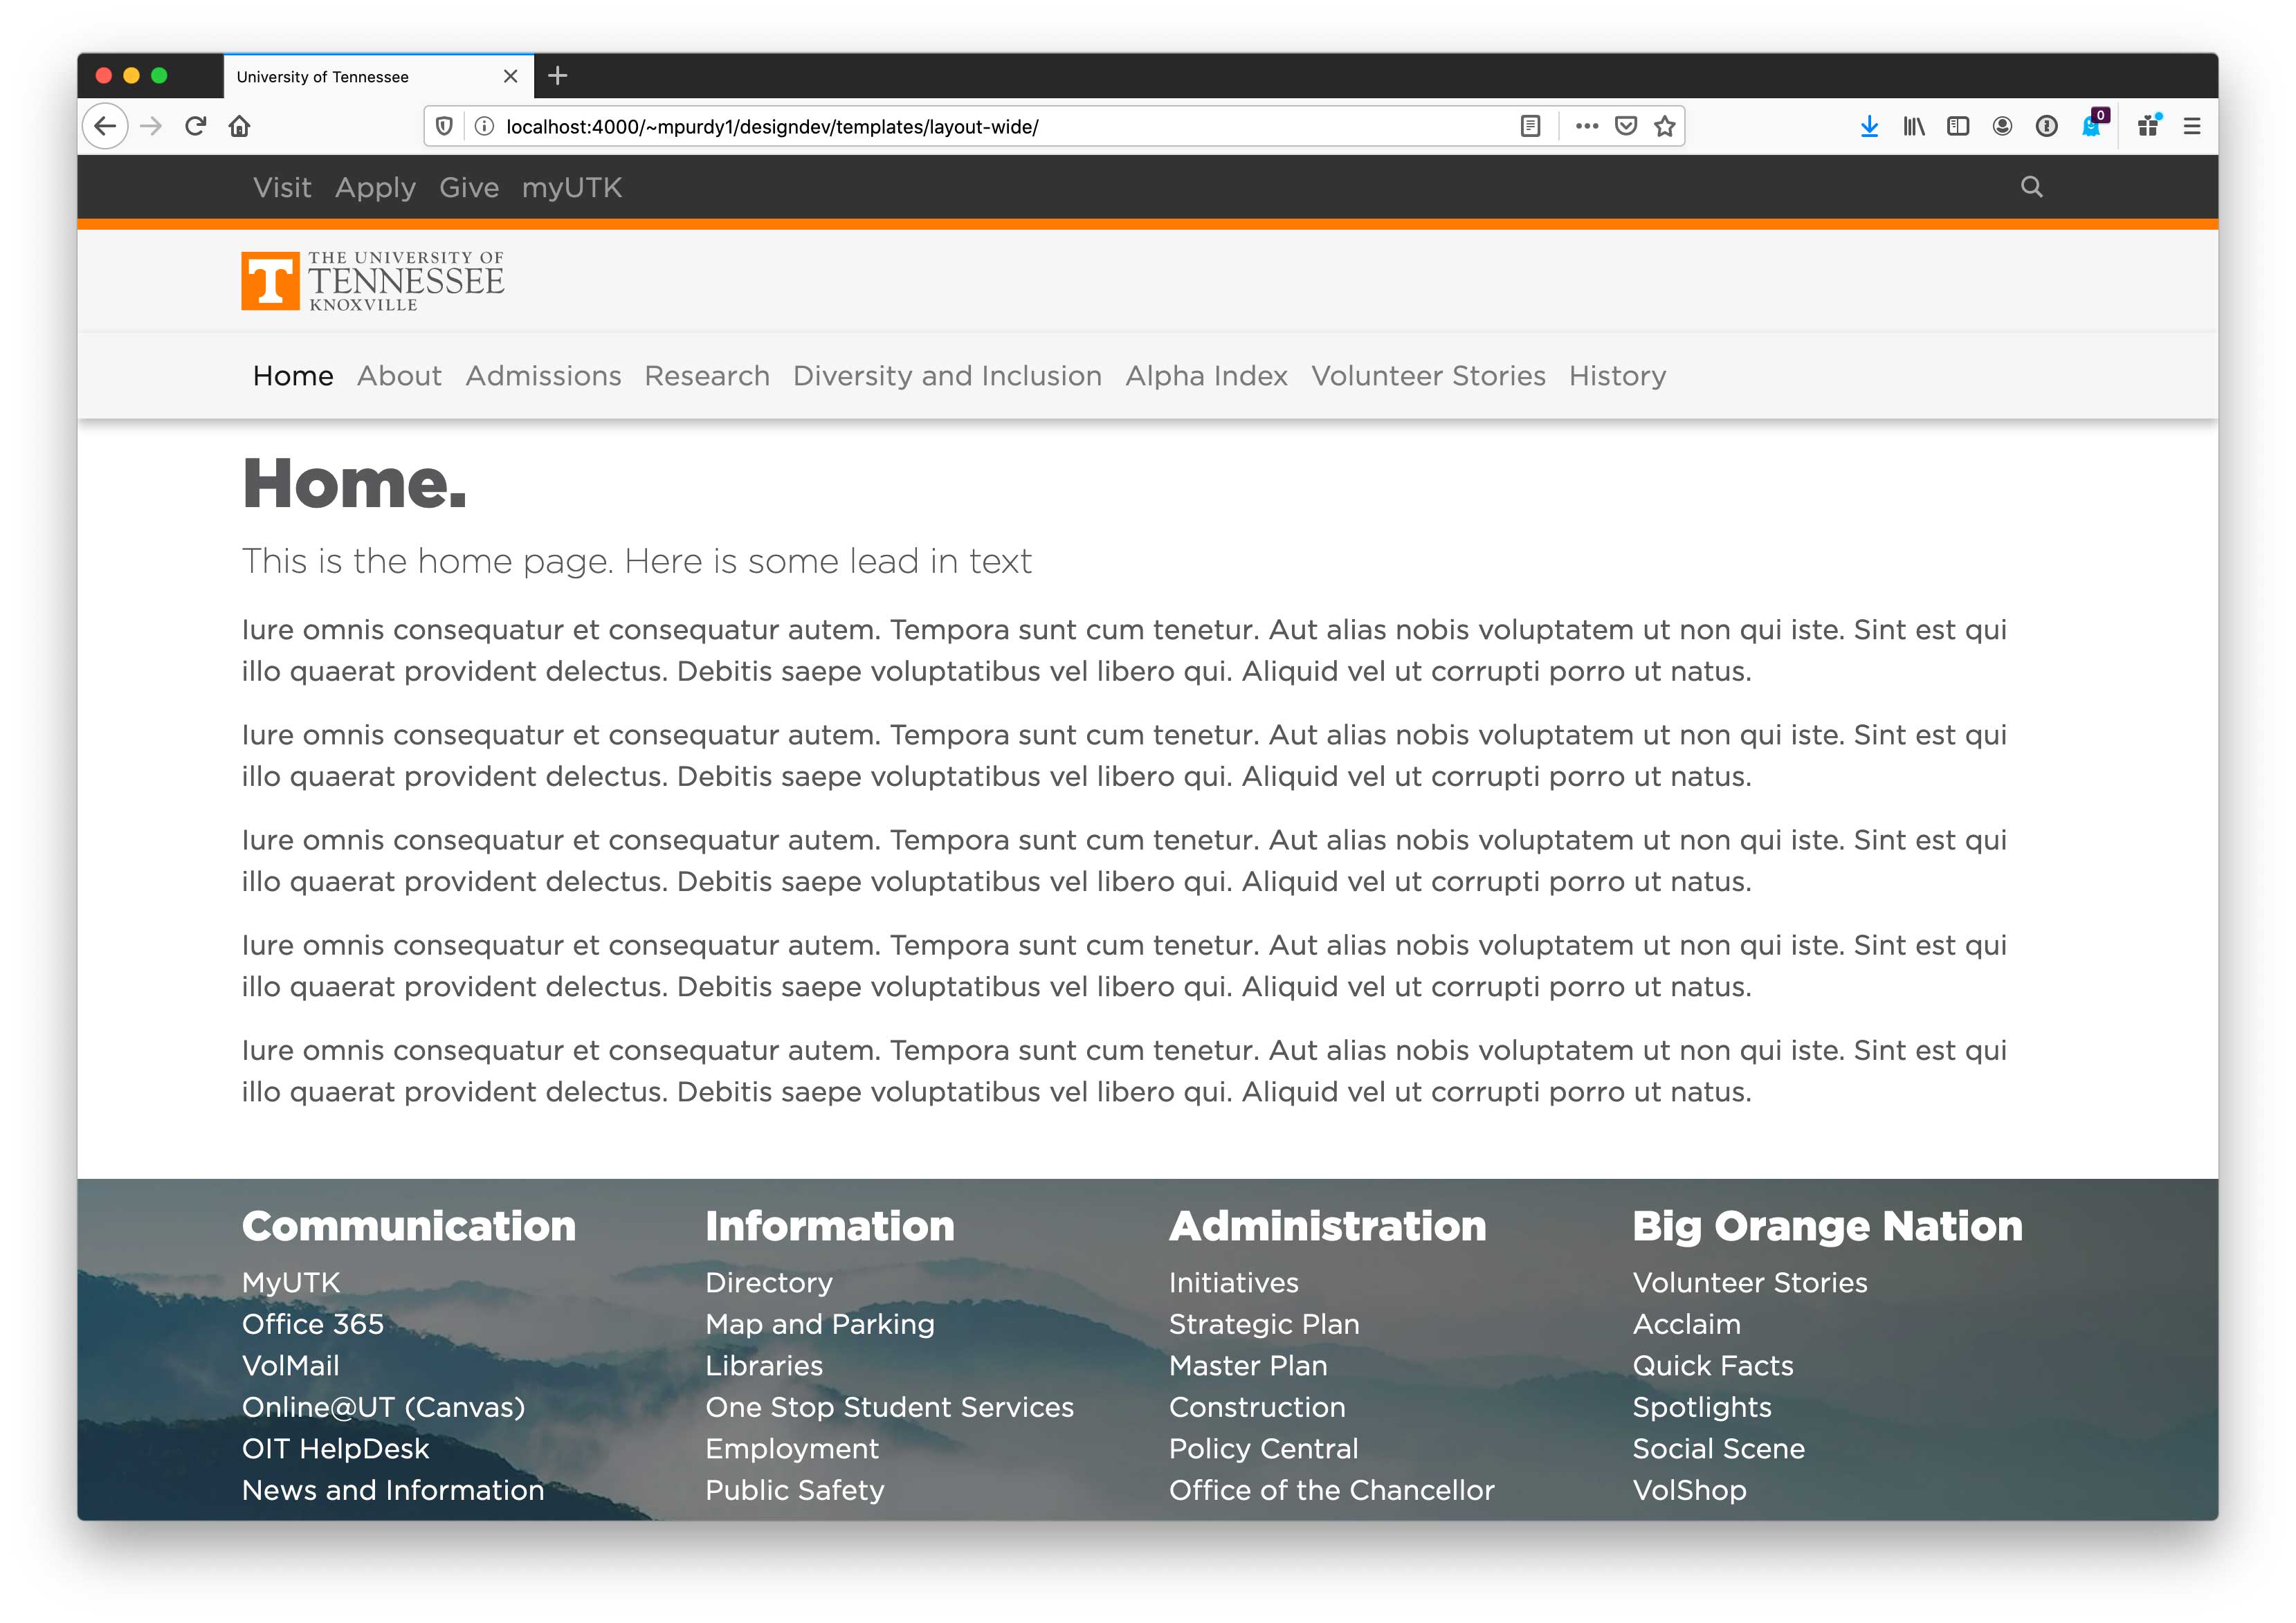 University of Tennessee
localhost:4000/~mpurdy1/designdev/templates/layout-wide/
0
Visit Apply Give myUTK
T
THE UNIVERSITY OF
TENNESSEE
KNOXVILLE
Home About Admissions Research Diversity and Inclusion Alpha Index Volunteer Stories History
Home.
This is the home page. Here is some lead in text
Iure omnis consequatur et consequatur autem. Tempora sunt cum tenetur. Aut alias nobis voluptatem ut non qui iste. Sint est qui
illo quaerat provident delectus. Debitis saepe voluptatibus vel libero qui. Aliquid vel ut corrupti porro ut natus.
Iure omnis consequatur et consequatur autem. Tempora sunt cum tenetur. Aut alias nobis voluptatem ut non qui iste. Sint est qui
illo quaerat provident delectus. Debitis saepe voluptatibus vel libero qui. Aliquid vel ut corrupti porro ut natus.
Iure omnis consequatur et consequatur autem. Tempora sunt cum tenetur. Aut alias nobis voluptatem ut non qui iste. Sint est qui
illo quaerat provident delectus. Debitis saepe voluptatibus vel libero qui. Aliquid vel ut corrupti porro ut natus.
Iure omnis consequatur et consequatur autem. Tempora sunt cum tenetur. Aut alias nobis voluptatem ut non qui iste. Sint est qui
illo quaerat provident delectus. Debitis saepe voluptatibus vel libero qui. Aliquid vel ut corrupti porro ut natus.
Iure omnis consequatur et consequatur autem. Tempora sunt cum tenetur. Aut alias nobis voluptatem ut non qui iste. Sint est qui
illo quaerat provident delectus. Debitis saepe voluptatibus vel libero qui. Aliquid vel ut corrupti porro ut natus.
Communication
MyUTK
Office 365
VolMail
Online@UT (Canvas)
OIT HelpDesk
News and Information
Information
Directory
Map and Parking
Libraries
One Stop Student Services
Employment
Public Safety
Administration
Initiatives
Strategic Plan
Master Plan
Construction
Policy Central
Office of the Chancellor
Big Orange Nation
Volunteer Stories
Acclaim
Quick Facts
Spotlights
Social Scene
VolShop